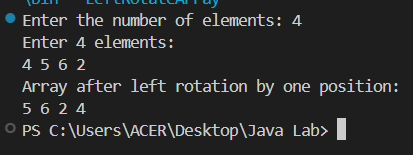 Enter the number of elements: 4
Enter 4 elements:
4 5 6 2
Array after left rotation by one position:
5 6 2 4
PS C:\Users\ACER\Desktop\Java Lab>